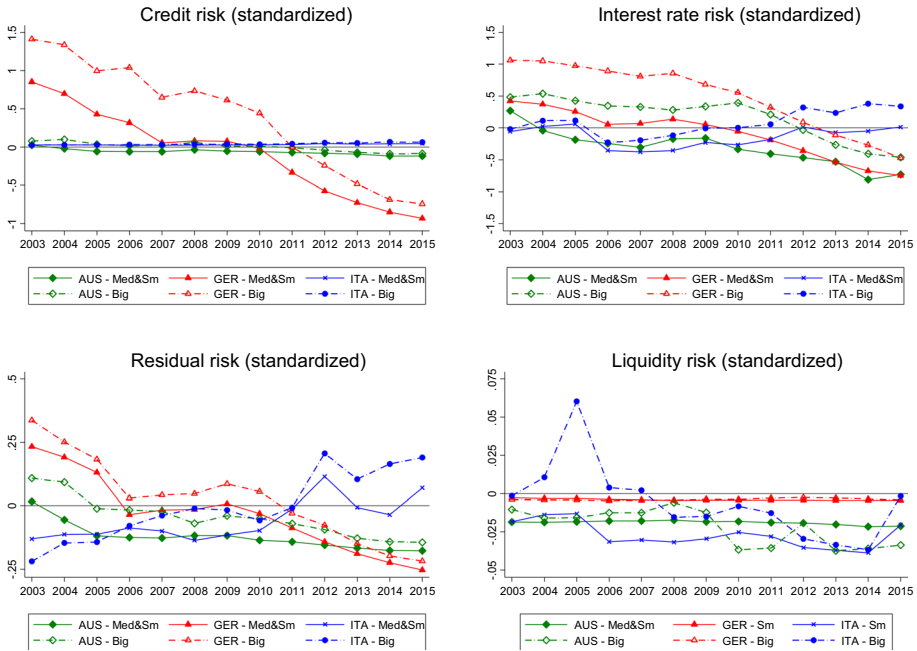 Credit risk (standardized)
1.5
1
.5
0
-.5
-1
2003 2004 2005 2006 2007 2008 2009 2010 2011 2012 2013 2014 2015
AUS - Med&Sm GER - Med&Sm ITA - Med&Sm
AUS - Big GER - Big ITA - Big
Interest rate risk (standardized)
1.5
1
.5
0
-.5
-1
-1.5
2003 2004 2005 2006 2007 2008 2009 2010 2011 2012 2013 2014 2015
AUS - Med&Sm GER - Med&Sm ITA - Med&Sm
AUS - Big GER - Big ITA - Big
Residual risk (standardized)
.5
.25
0
-.25
2003 2004 2005 2006 2007 2008 2009 2010 2011 2012 2013 2014 2015
AUS - Med&Sm GER - Med&Sm ITA - Med&Sm
AUS - Big GER - Big ITA - Big
Liquidity risk (standardized)
.075
.05
.025
0
-.025
-.05
2003 2004 2005 2006 2007 2008 2009 2010 2011 2012 2013 2014 2015
AUS - Med&Sm GER - Sm ITA - Sm
AUS - Big GER - Big ITA - Big